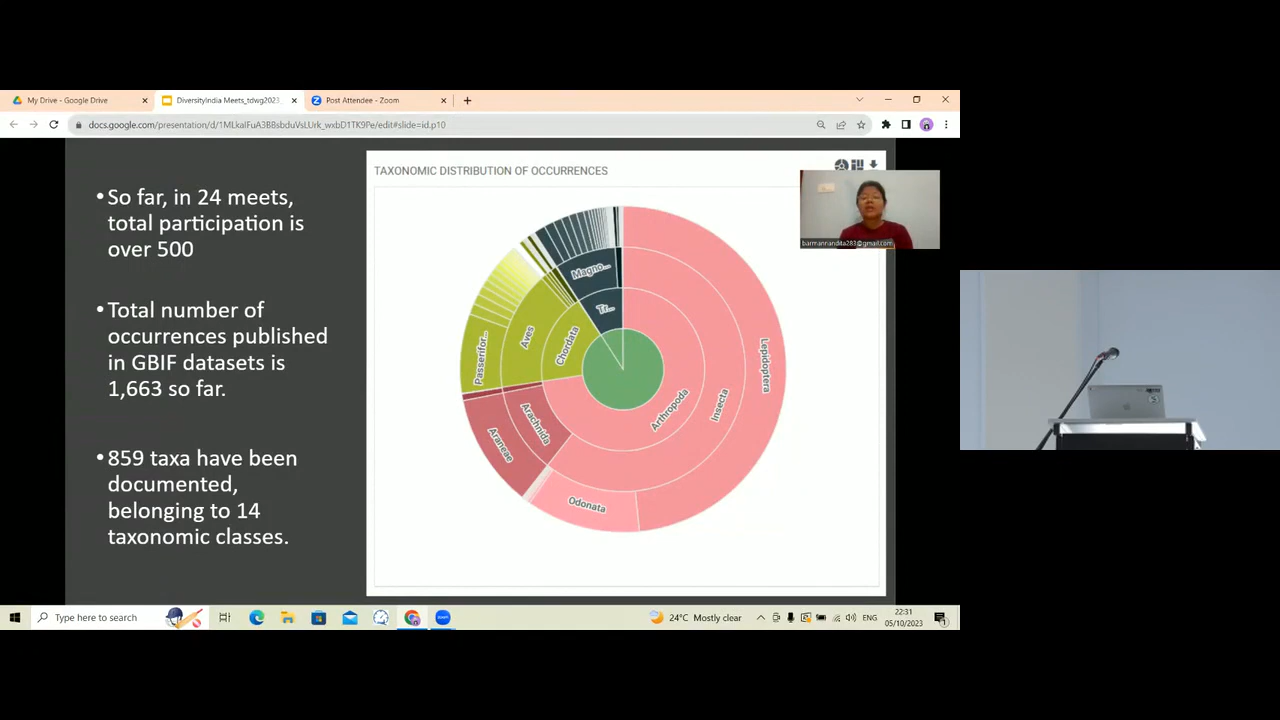 My Drive - Google Drive
DiversityIndia Meets_tdwg2023_
Post Attendee - Zoom
docs.google.com/presentation/d/1MLkaIFuA3B8sbduVsLUrk_wxbD1TK9Pe/edit#slide=id.p10
• So far, in 24 meets,
total participation is
over 500
• Total number of
occurrences published
in GBIF datasets is
1,663 so far.
• 859 taxa have been
documented,
belonging to 14
taxonomic classes.
TAXONOMIC DISTRIBUTION OF OCCURRENCES
Magno...
Tr...
Passerifor...
Aves
Chordata
Lepidoptera
Arthropoda
Insecta
Arachnida
Araneae
Odonata
barmannandita283@gmail.com
Type here to search
24°C Mostly clear
ENG
22:31
05/10/2023